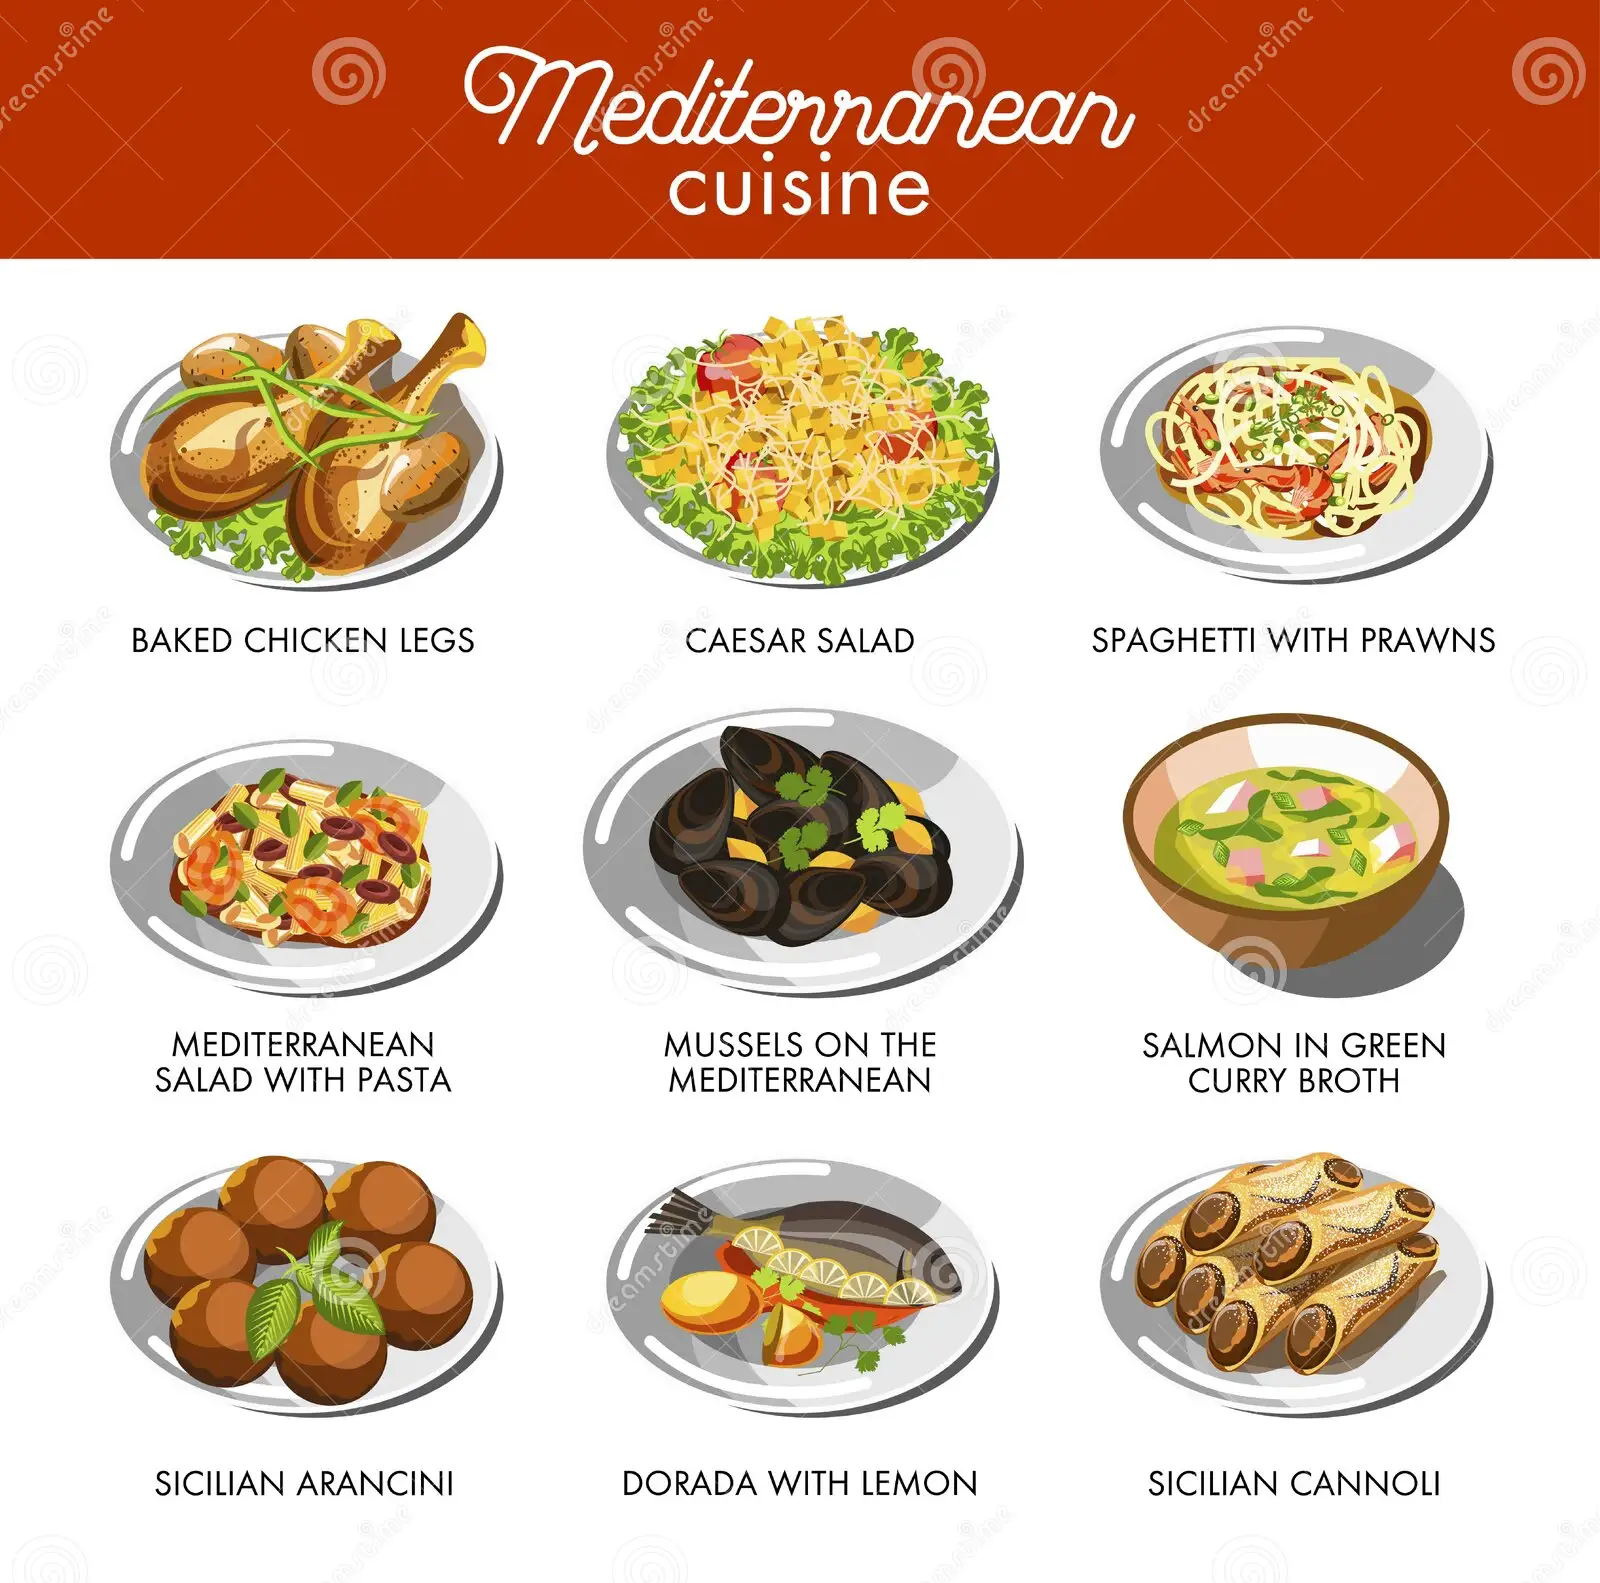 Mediterranean
cuisine
BAKED CHICKEN LEGS
CAESAR SALAD
SPAGHETTI WITH PRAWNS
MEDITERRANEAN
SALAD WITH PASTA
MUSSELS ON THE
MEDITERRANEAN
SALMON IN GREEN
CURRY BROTH
SICILIAN ARANCINI
DORADA WITH LEMON
SICILIAN CANNOLI
dreamstime